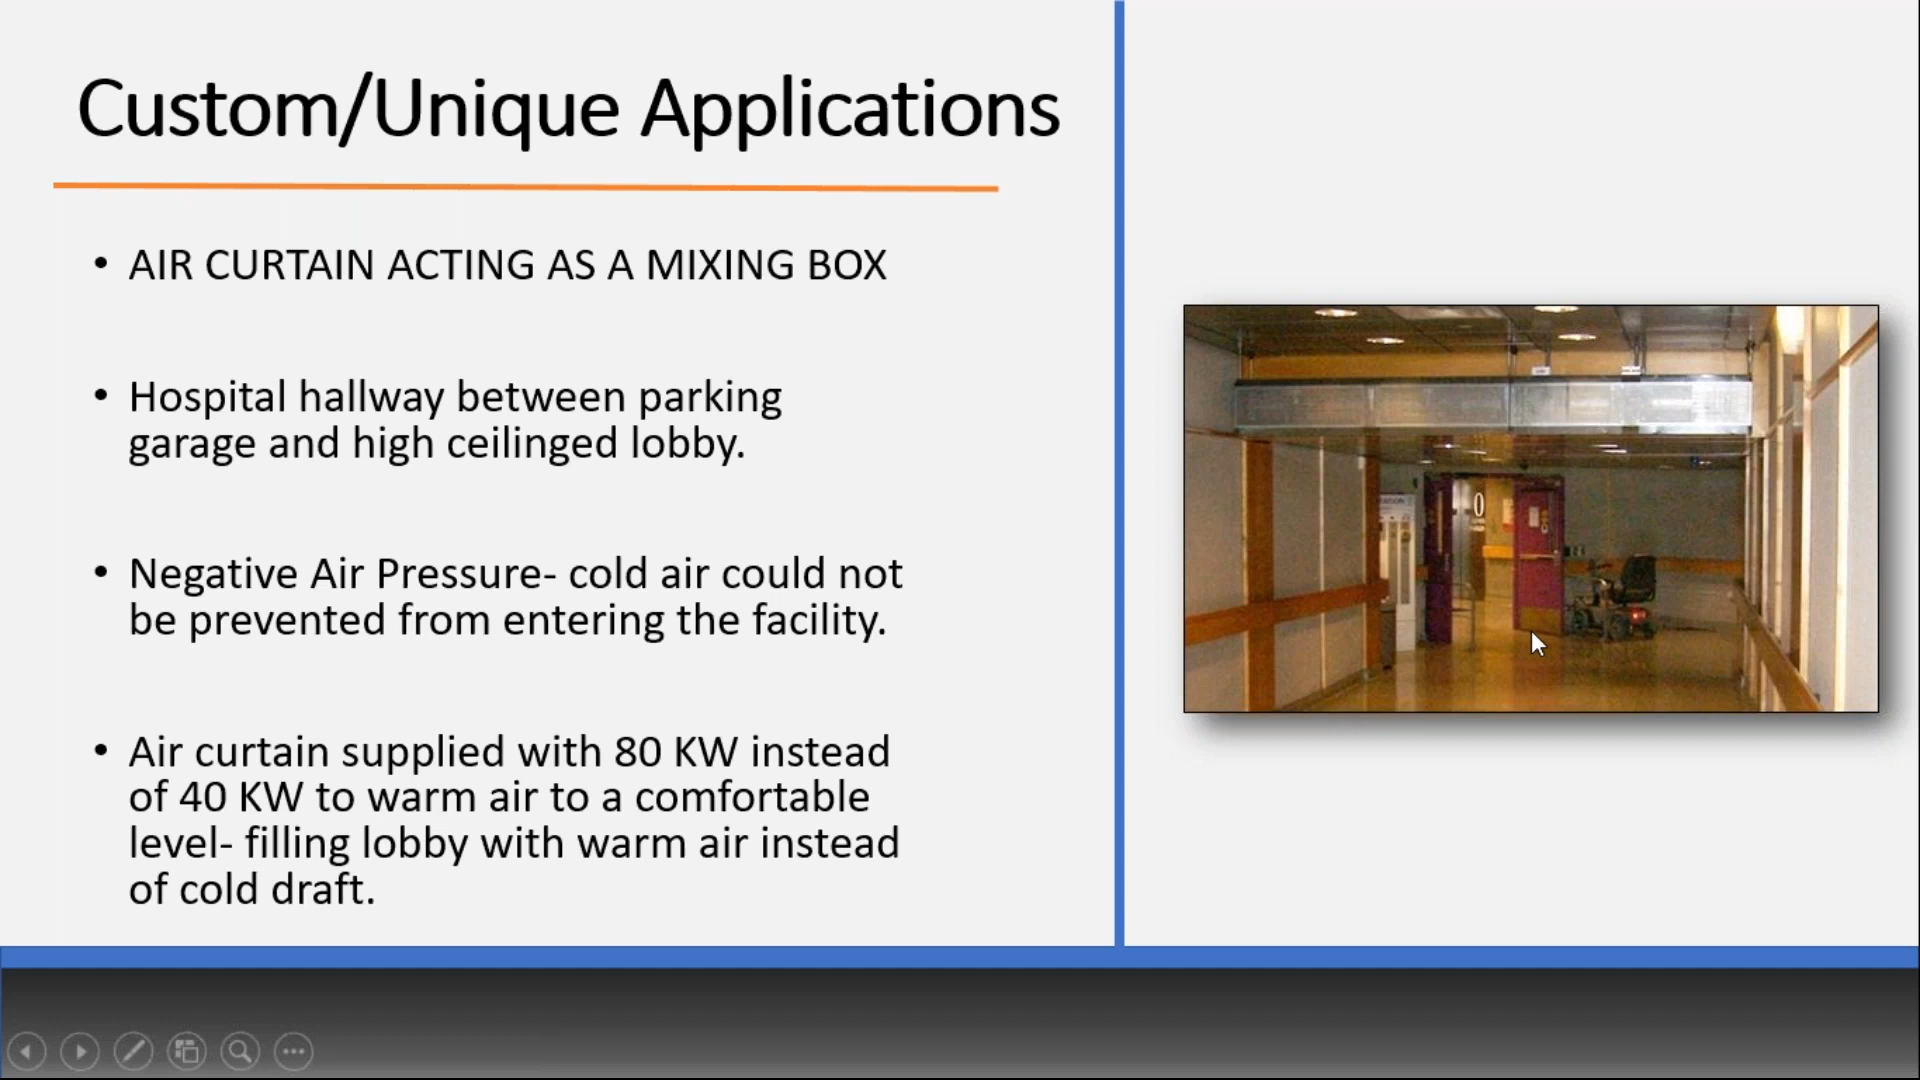 Custom/Unique Applications
• AIR CURTAIN ACTING AS A MIXING BOX
• Hospital hallway between parking
garage and high ceilinged lobby.
• Negative Air Pressure- cold air could not
be prevented from entering the facility.
• Air curtain supplied with 80 KW instead
of 40 KW to warm air to a comfortable
level- filling lobby with warm air instead
of cold draft.
0